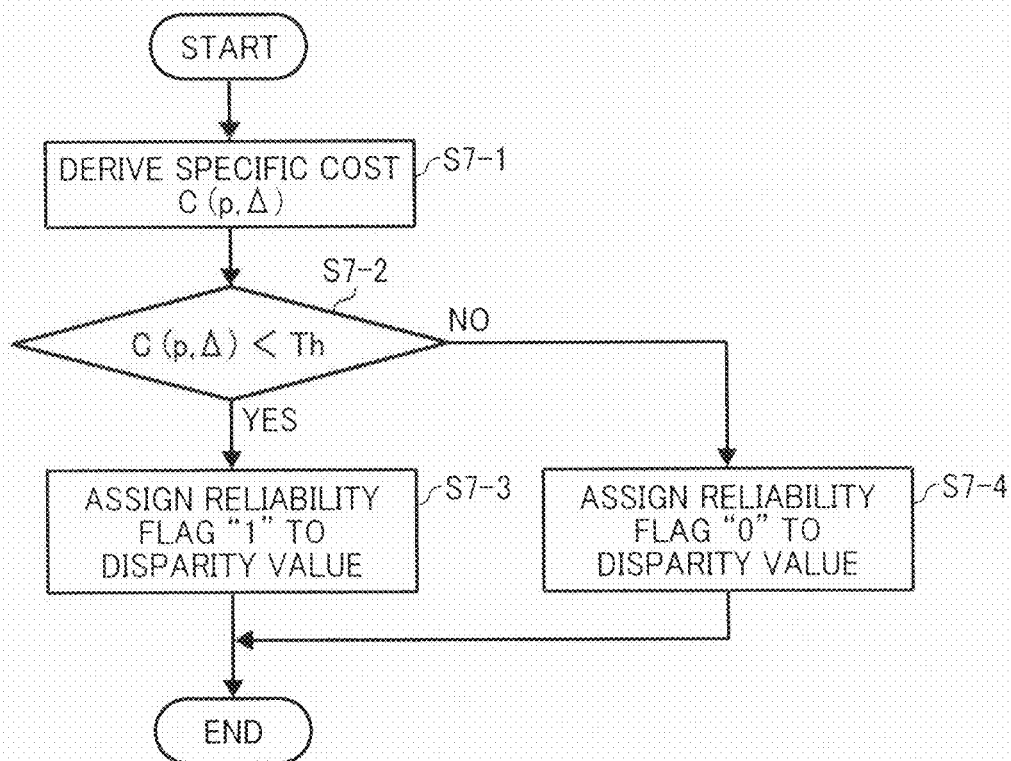 START
DERIVE SPECIFIC COST
C (p, Δ)
S7-1
S7-2
C (p, Δ) < Th
NO
YES
ASSIGN RELIABILITY
FLAG “1” TO
DISPARITY VALUE
S7-3
ASSIGN RELIABILITY
FLAG “0” TO
DISPARITY VALUE
S7-4
END